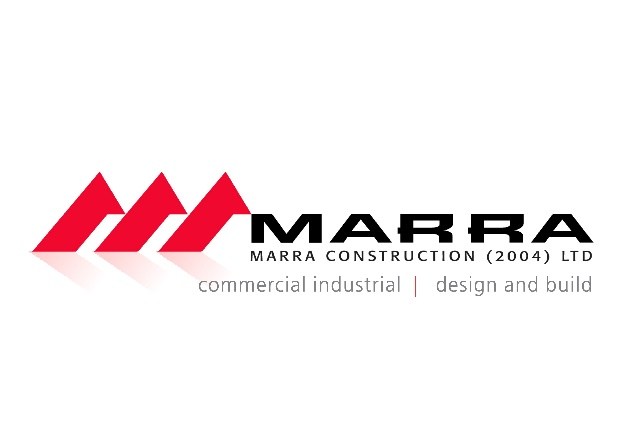 MARRA
MARRA CONSTRUCTION (2004) LTD
commercial industrial | design and build